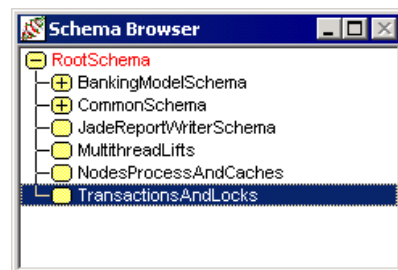 Schema Browser
RootSchema
BankingModelSchema
CommonSchema
JadeReportWriterSchema
MultithreadLifts
NodesProcessAndCaches
TransactionsAndLocks